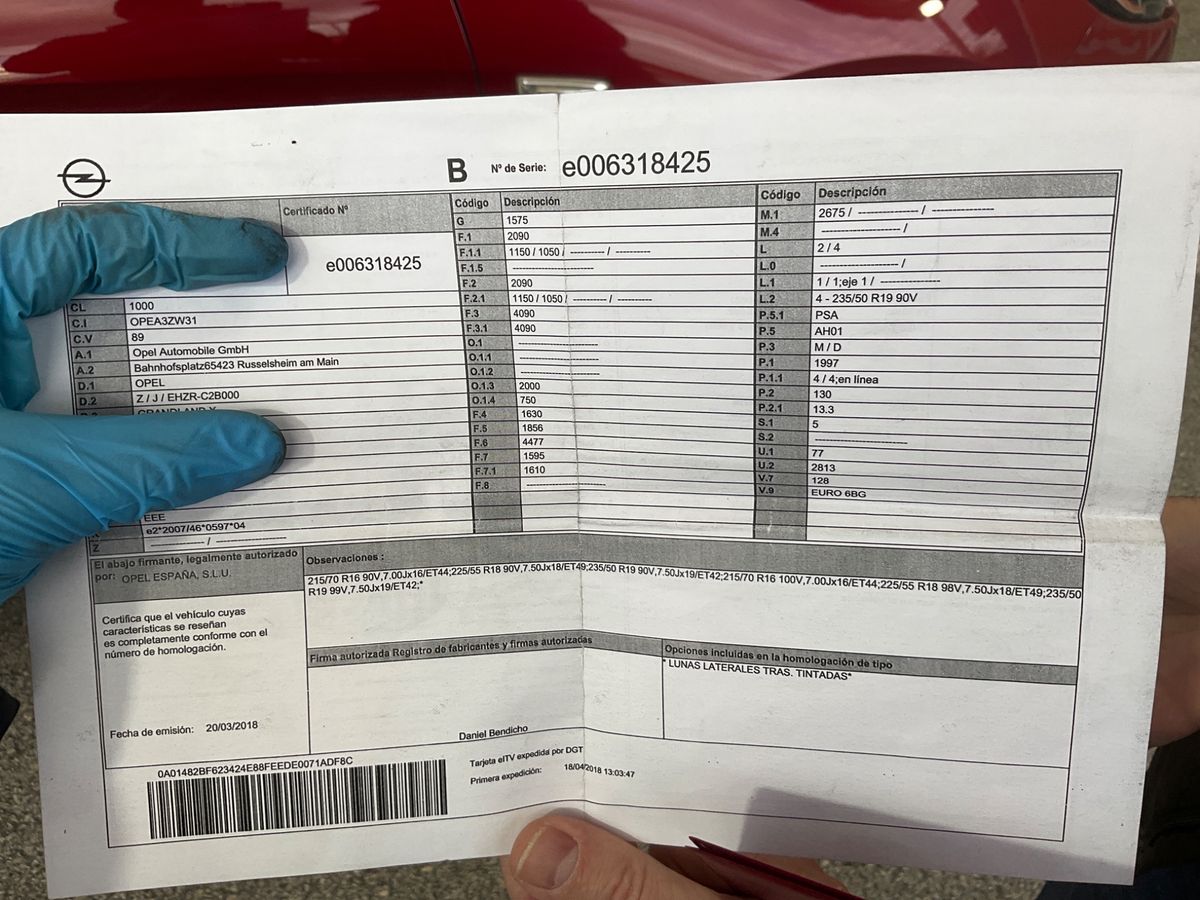 B Nº de Serie: e006318425
Certificado Nº
e006318425
CL 1000
C.I OPEA3ZW31
C.V 89
A.1 Opel Automobile GmbH
A.2 Bahnhofsplatz65423 Russelsheim am Main
D.1 OPEL
D.2 Z / J / EHZR-C2B000
GRANDLAND X
EEE
e2*2007/46*0597*04
Z ---------------- / ------------------
Código Descripción
G 1575
F.1 2090
F.1.1 1150 / 1050 / ---------- / ----------
F.1.5 ----------------------
F.2 2090
F.2.1 1150 / 1050 / ---------- / ----------
F.3 4090
F.3.1 4090
O.1 ----------------------
O.1.1 ----------------------
O.1.2 ----------------------
O.1.3 2000
O.1.4 750
F.4 1630
F.5 1856
F.6 4477
F.7 1595
F.7.1 1610
F.8 ----------------------
Código Descripción
M.1 2675 / ----------------- / -----------------
M.4 ---------------------- /
L 2 / 4
L.0 ---------------------- /
L.1 1 / 1;eje 1 / -----------------
L.2 4 - 235/50 R19 90V
P.5.1 PSA
P.5 AH01
P.3 M / D
P.1 1997
P.1.1 4 / 4;en línea
P.2 130
P.2.1 13.3
S.1 5
S.2 -------------------------
U.1 77
U.2 2813
V.7 128
V.9 EURO 6BG
El abajo firmante, legalmente autorizado
por: OPEL ESPAÑA, S.L.U.
Certifica que el vehículo cuyas
características se reseñan
es completamente conforme con el
número de homologación.
Fecha de emisión: 20/03/2018
Observaciones :
215/70 R16 90V,7.00Jx16/ET44;225/55 R18 90V,7.50Jx18/ET49;235/50 R19 90V,7.50Jx19/ET42;215/70 R16 100V,7.00Jx16/ET44;225/55 R18 98V,7.50Jx18/ET49;235/50
R19 99V,7.50Jx19/ET42;*
Firma autorizada Registro de fabricantes y firmas autorizadas
Daniel Bendicho
Opciones incluidas en la homologación de tipo
* LUNAS LATERALES TRAS. TINTADAS*
0A01482BF623424E88FEEDE0071ADF8C
Tarjeta eITV expedida por DGT
Primera expedición: 18/04/2018 13:03:47